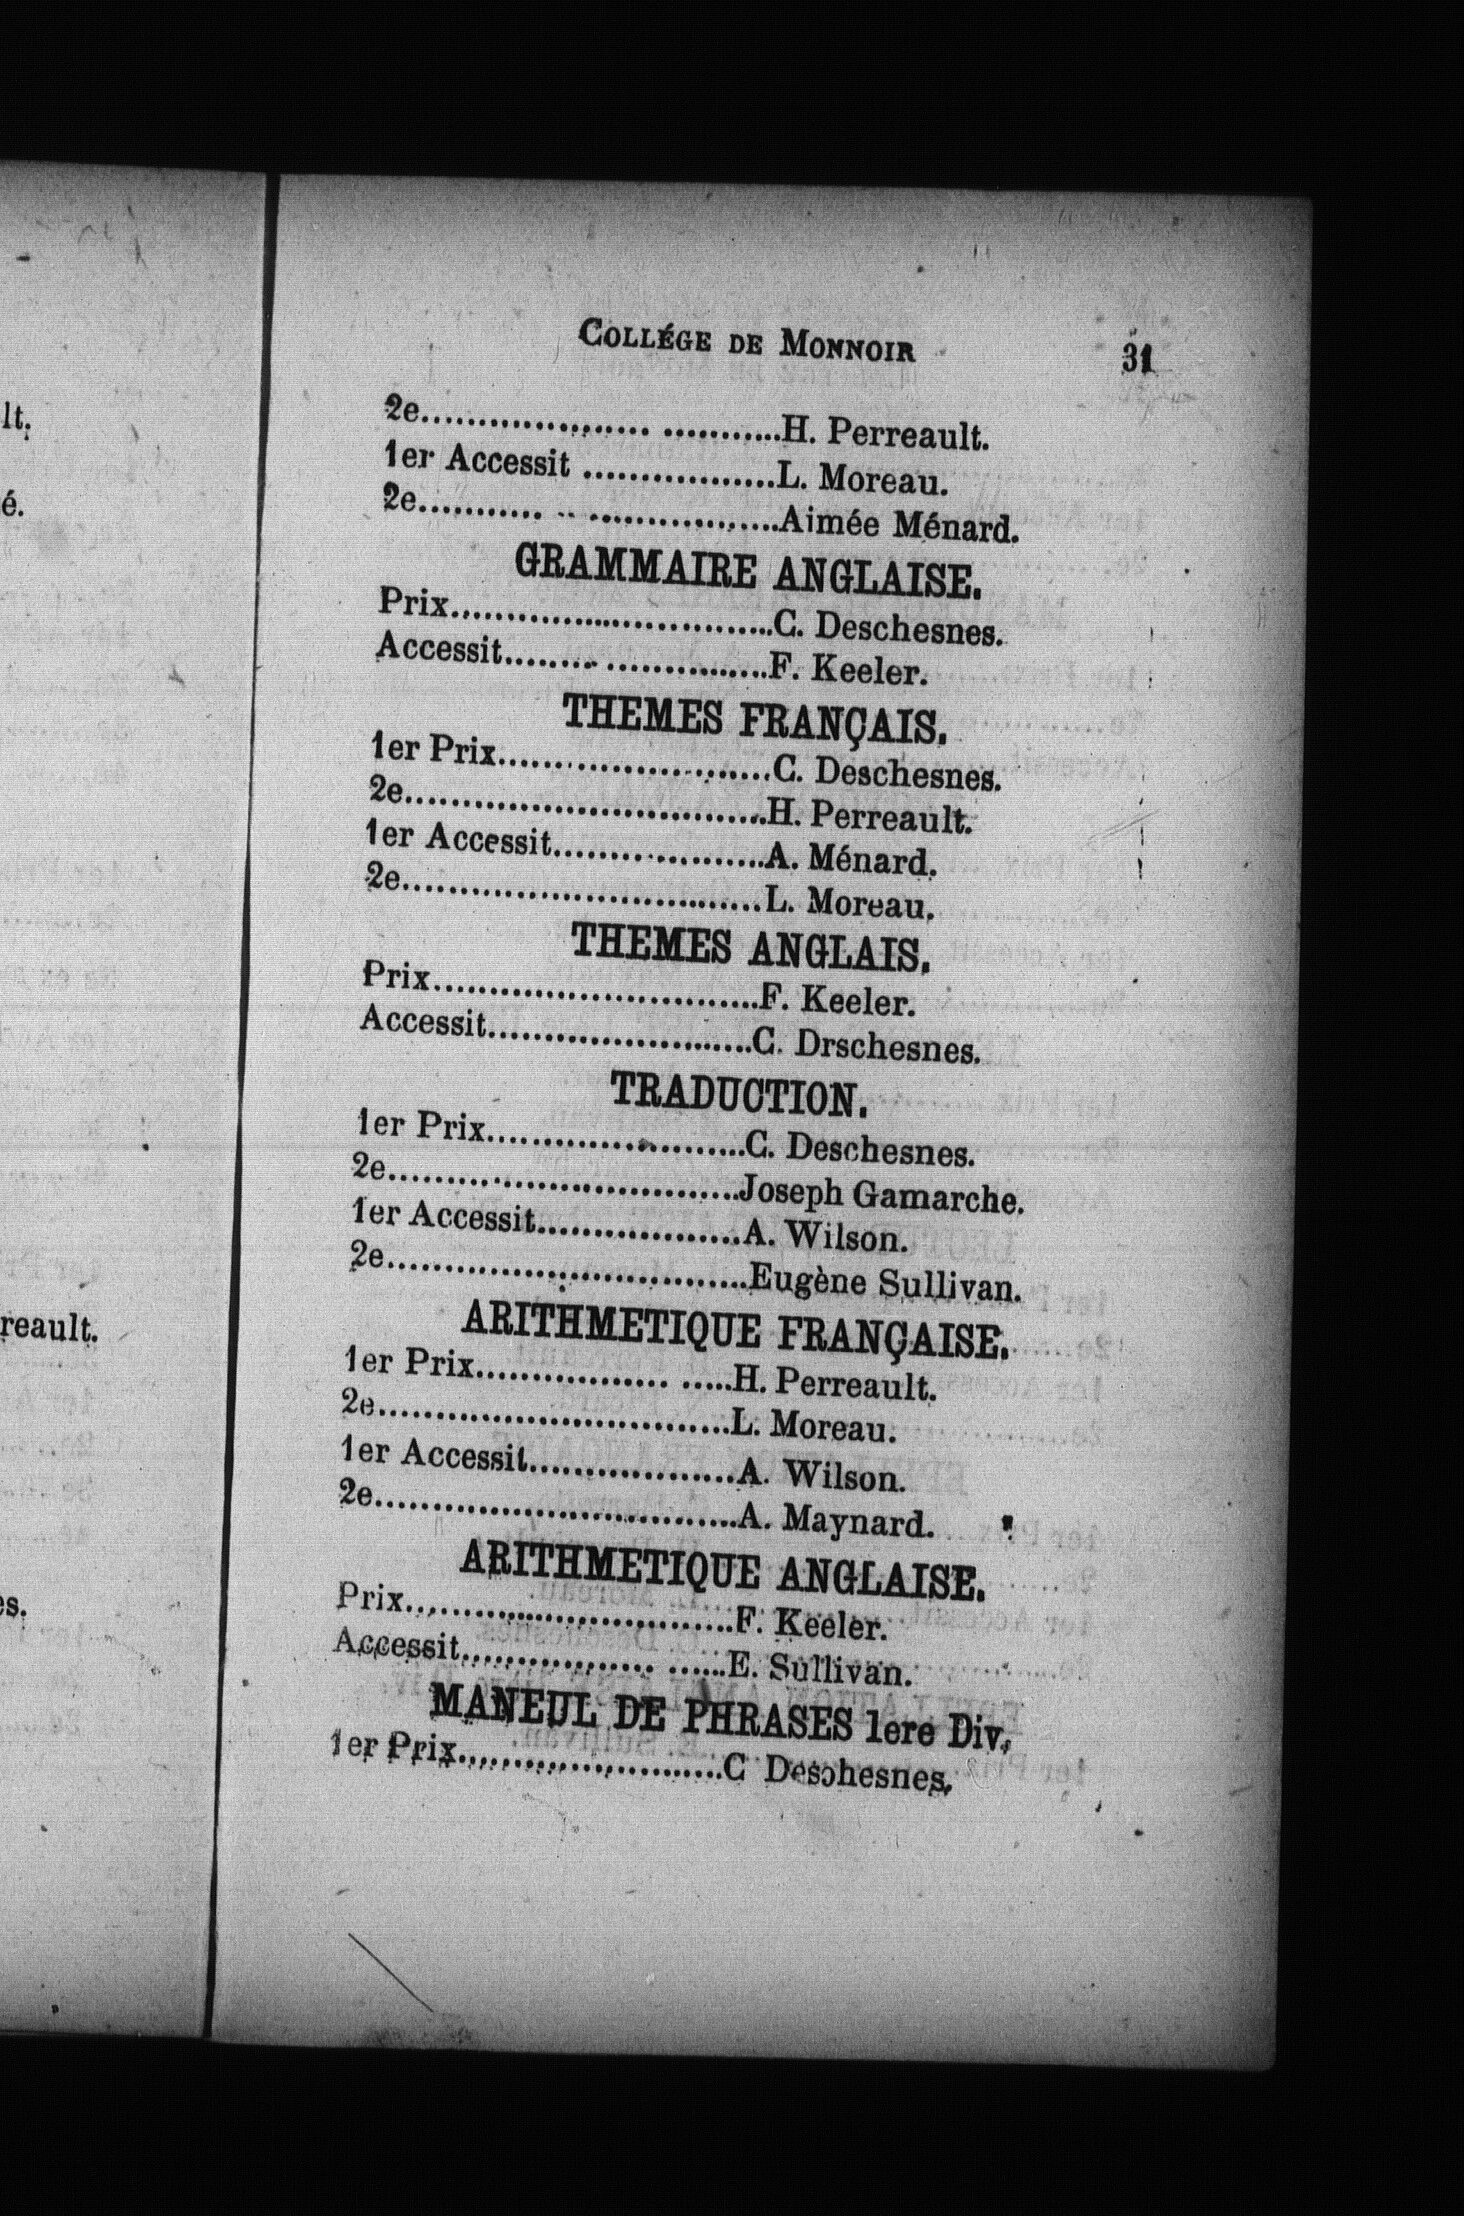 COLLÉGE DE MONNOIR 31
2e..............................H. Perreault.
1er Accessit .................L. Moreau.
2e..............................Aimée Ménard.
GRAMMAIRE ANGLAISE.
Prix............................C. Deschesnes.
Accessit......................F. Keeler.
THEMES FRANÇAIS.
1er Prix.......................C. Deschesnes.
2e..............................H. Perreault.
1er Accessit..................A. Ménard.
2e..............................L. Moreau.
THEMES ANGLAIS.
Prix............................F. Keeler.
Accessit......................C. Drschesnes.
TRADUCTION.
1er Prix......................C. Deschesnes.
2e..............................Joseph Gamarche.
1er Accessit.................A. Wilson.
2e..............................Eugène Sullivan.
ARITHMETIQUE FRANÇAISE.
1er Prix................. .....H. Perreault.
2e..............................L. Moreau.
1er Accessit..................A. Wilson.
2e..............................A. Maynard.
ARITHMETIQUE ANGLAISE.
Prix............................F. Keeler.
Accessit................ ......E. Sullivan.
MANEUL DE PHRASES 1ere Div.
1er Prix.......................C Deschesnes.
lt.
é.
reault.
es.